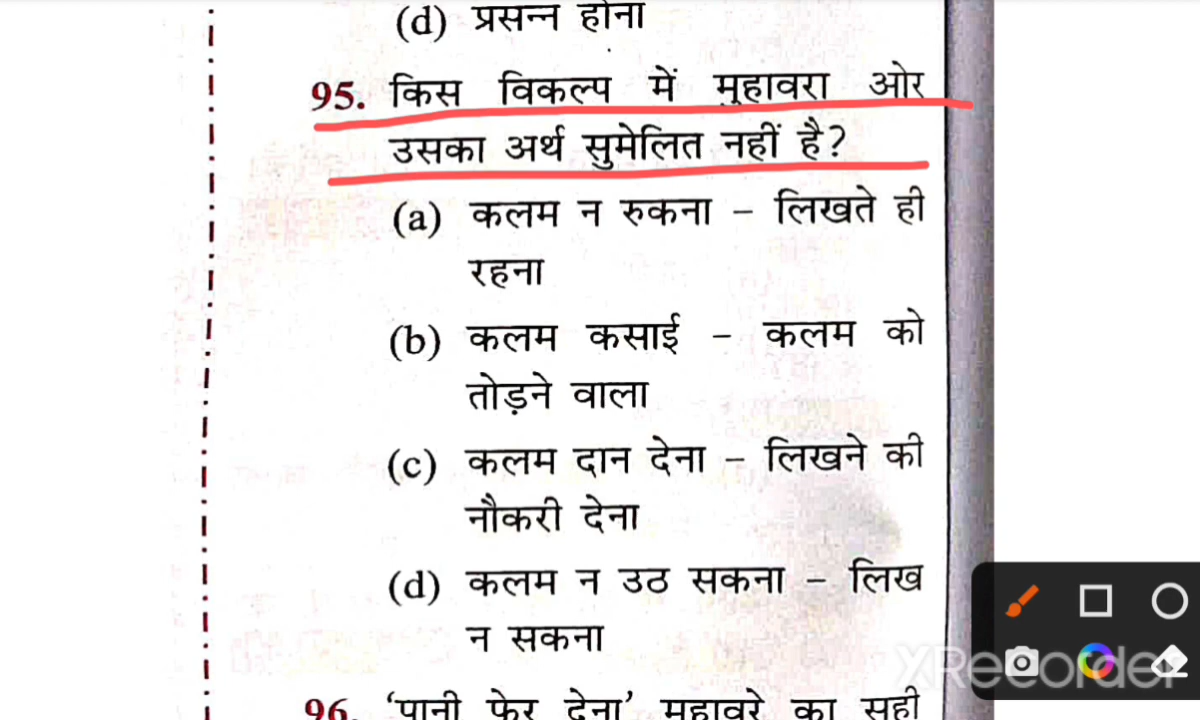 (d) प्रसन्न होना
95. किस विकल्प में मुहावरा ओर
उसका अर्थ सुमेलित नहीं है?
(a) कलम न रुकना – लिखते ही
रहना
(b) कलम कसाई – कलम को
तोड़ने वाला
(c) कलम दान देना – लिखने की
नौकरी देना
(d) कलम न उठ सकना – लिख
न सकना
96. ‘पानी फेर देना’ मुहावरे का सही
XRecorder